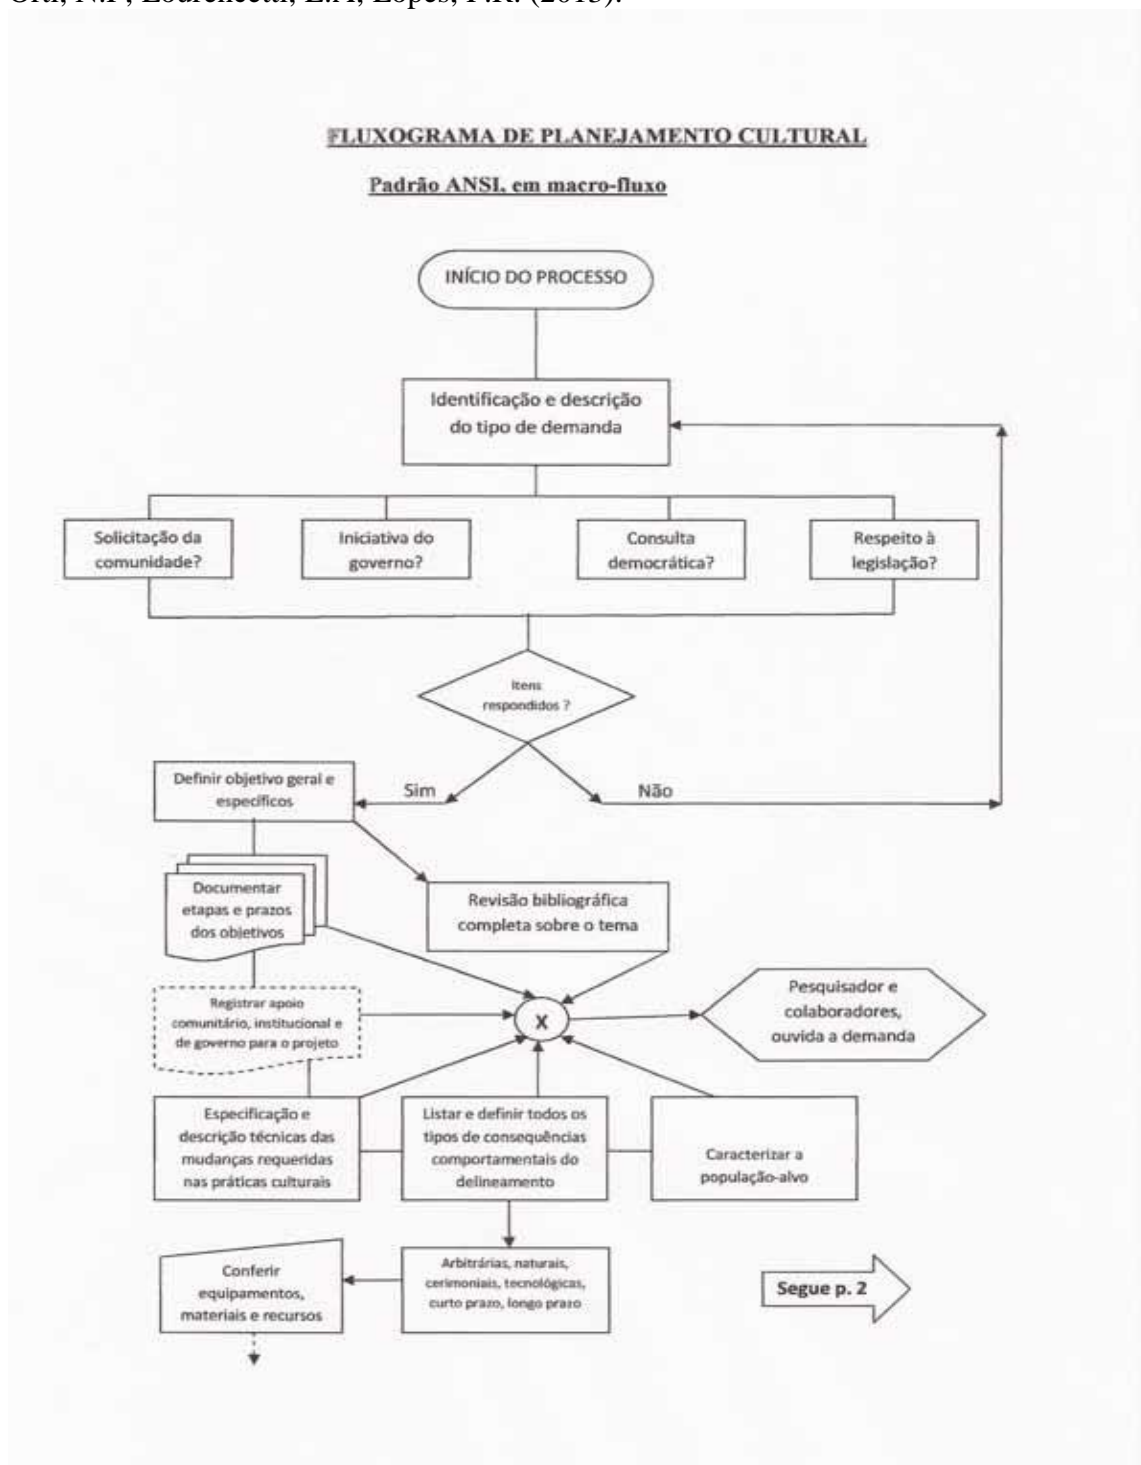 FLUXOGRAMA DE PLANEJAMENTO CULTURAL
Padrão ANSI, em macro-fluxo
INÍCIO DO PROCESSO
Identificação e descrição
do tipo de demanda
Solicitação da
comunidade?
Iniciativa do
governo?
Consulta
democrática?
Respeito à
legislação?
Itens
respondidos ?
Sim
Não
Definir objetivo geral e
específicos
Documentar
etapas e prazos
dos objetivos
Revisão bibliográfica
completa sobre o tema
Registrar apoio
comunitário, institucional e
de governo para o projeto
X
Pesquisador e
colaboradores,
ouvida a demanda
Especificação e
descrição técnicas das
mudanças requeridas
nas práticas culturais
Listar e definir todos os
tipos de consequências
comportamentais do
delineamento
Caracterizar a
população-alvo
Conferir
equipamentos,
materiais e recursos
Arbitrárias, naturais,
cerimoniais, tecnológicas,
curto prazo, longo prazo
Segue p. 2